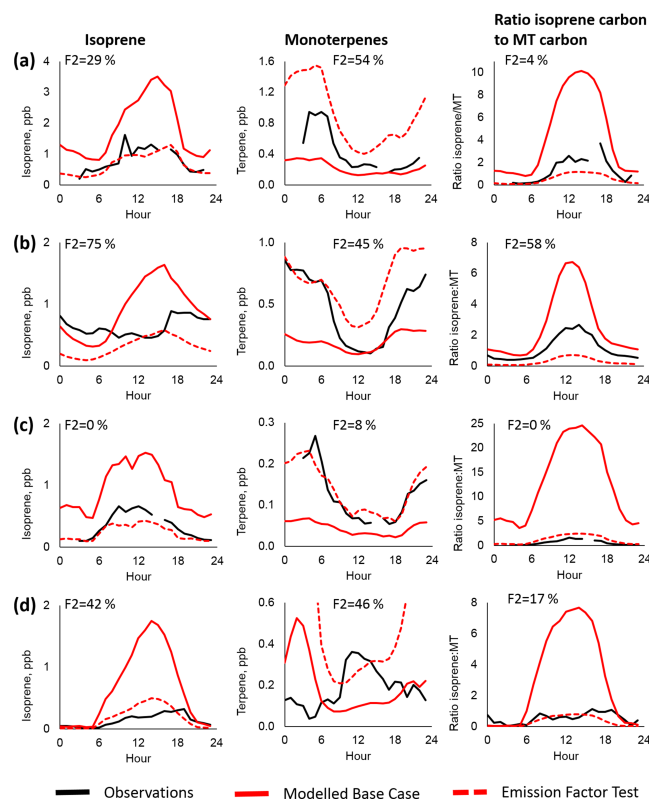 Isoprene
Monoterpenes
Ratio isoprene carbon
to MT carbon
(a)
F2=29 %
F2=54 %
F2=4 %
Isoprene, ppb
4
3
2
1
0
0 6 12 18 24
Hour
Terpene, ppb
1.6
1.2
0.8
0.4
0.0
0 6 12 18 24
Hour
Ratio isoprene/MT
10
8
6
4
2
0
0 6 12 18 24
Hour
(b)
F2=75 %
F2=45 %
F2=58 %
Isoprene, ppb
2
1
0
0 6 12 18 24
Hour
Terpene, ppb
1.0
0.5
0.0
0 6 12 18 24
Hour
Ratio isoprene:MT
8
6
4
2
0
0 6 12 18 24
Hour
(c)
F2=0 %
F2=8 %
F2=0 %
Isoprene, ppb
2
1
0
0 6 12 18 24
Hour
Terpene, ppb
0.3
0.2
0.1
0.0
0 6 12 18 24
Hour
Ratio isoprene:MT
25
20
15
10
5
0
0 6 12 18 24
Hour
(d)
F2=42 %
F2=46 %
F2=17 %
Isoprene, ppb
2
1
0
0 6 12 18 24
Hour
Terpene, ppb
0.6
0.4
0.2
0.0
0 6 12 18 24
Hour
Ratio isoprene:MT
8
6
4
2
0
0 6 12 18 24
Hour
Observations
Modelled Base Case
Emission Factor Test